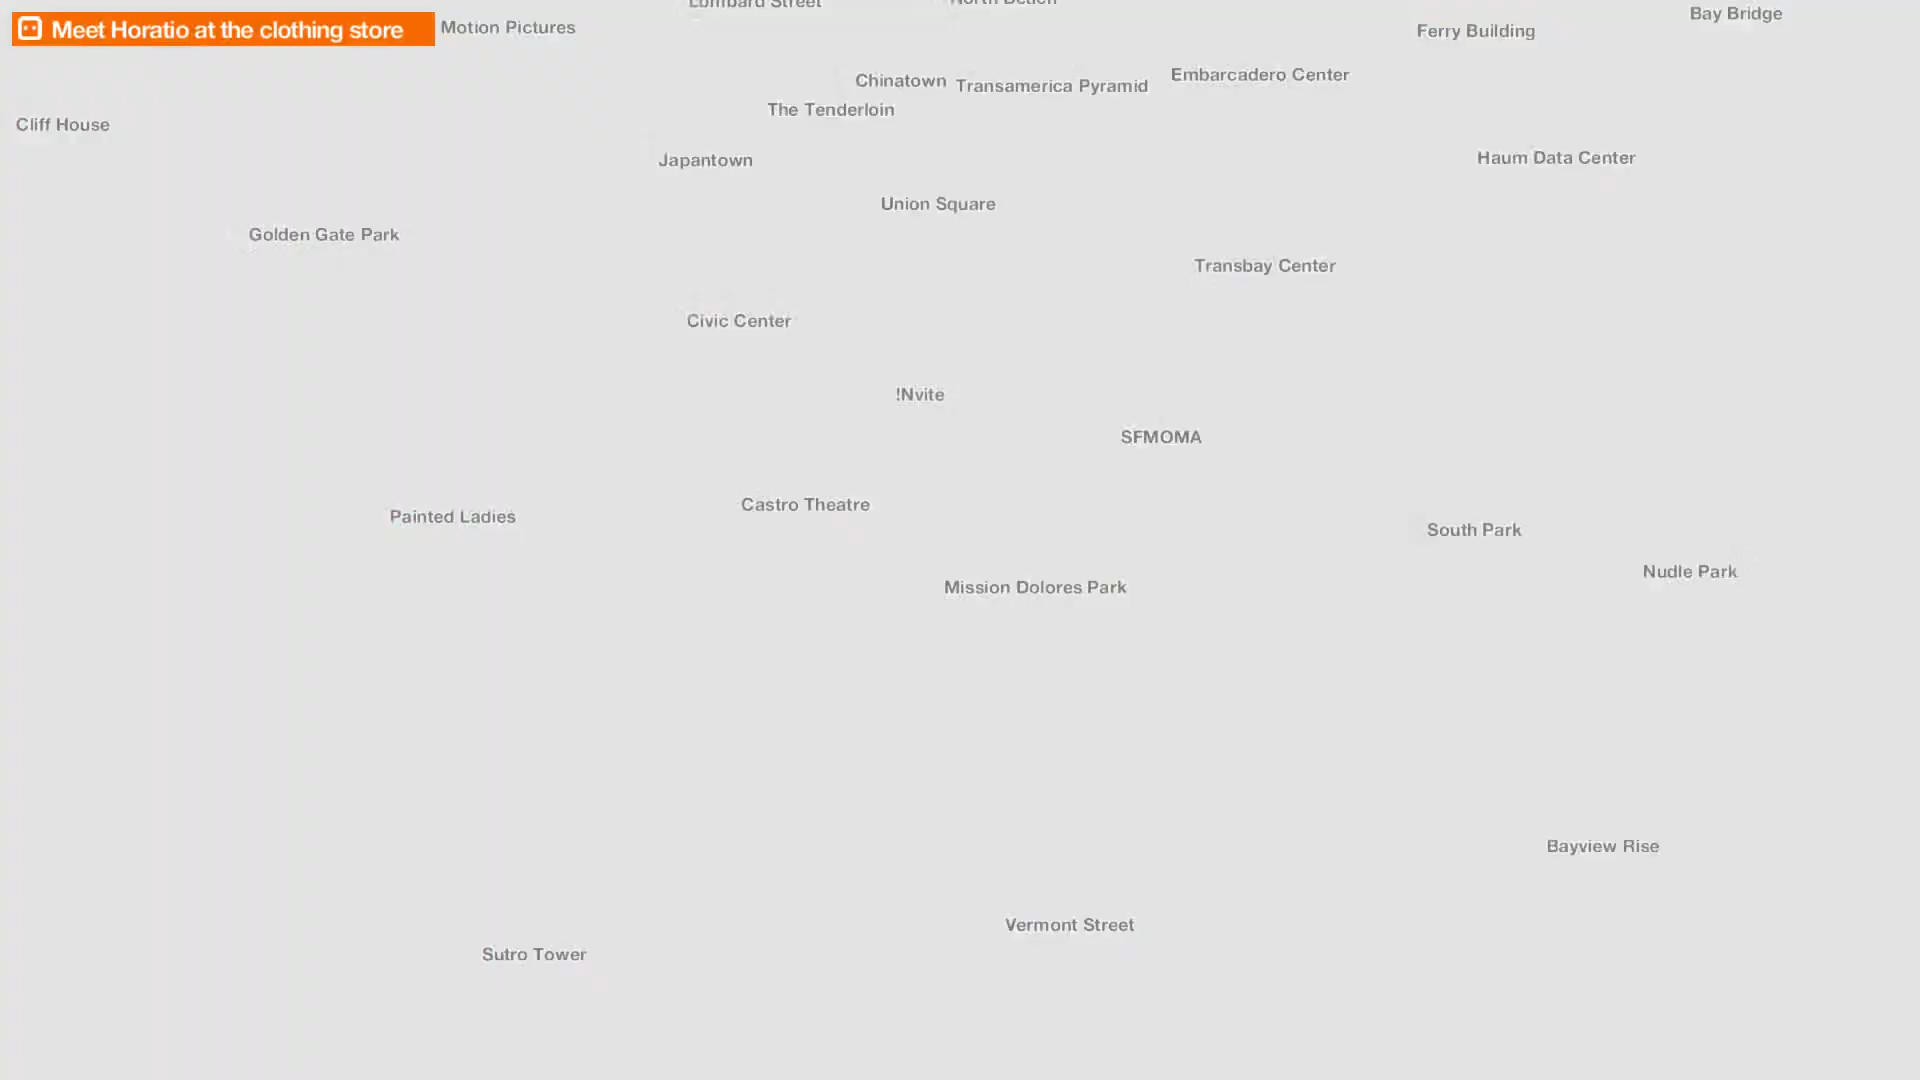 Lombard Street
North Beach
Bay Bridge
Meet Horatio at the clothing store
Motion Pictures
Ferry Building
Embarcadero Center
Chinatown
Transamerica Pyramid
The Tenderloin
Cliff House
Japantown
Haum Data Center
Union Square
Golden Gate Park
Transbay Center
Civic Center
!Nvite
SFMOMA
Castro Theatre
Painted Ladies
South Park
Nudle Park
Mission Dolores Park
Bayview Rise
Vermont Street
Sutro Tower